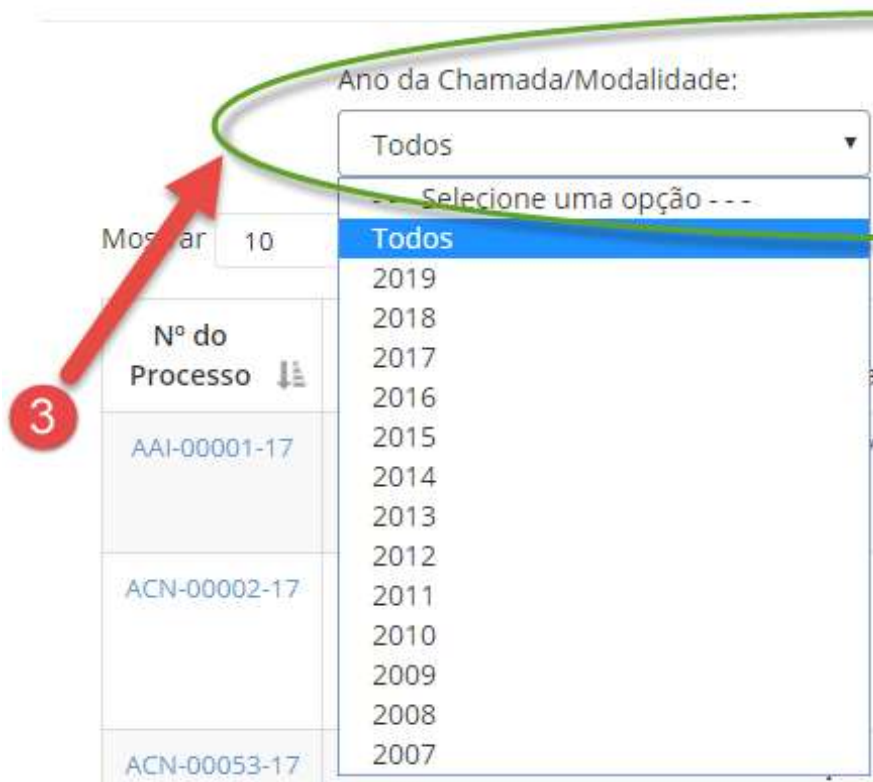 Ano da Chamada/Modalidade:
Todos
- - - Selecione uma opção - - -
Mostrar 10
Todos
2019
2018
2017
2016
2015
2014
2013
2012
2011
2010
2009
2008
2007
Nº do
Processo
3
AAI-00001-17
ACN-00002-17
ACN-00053-17